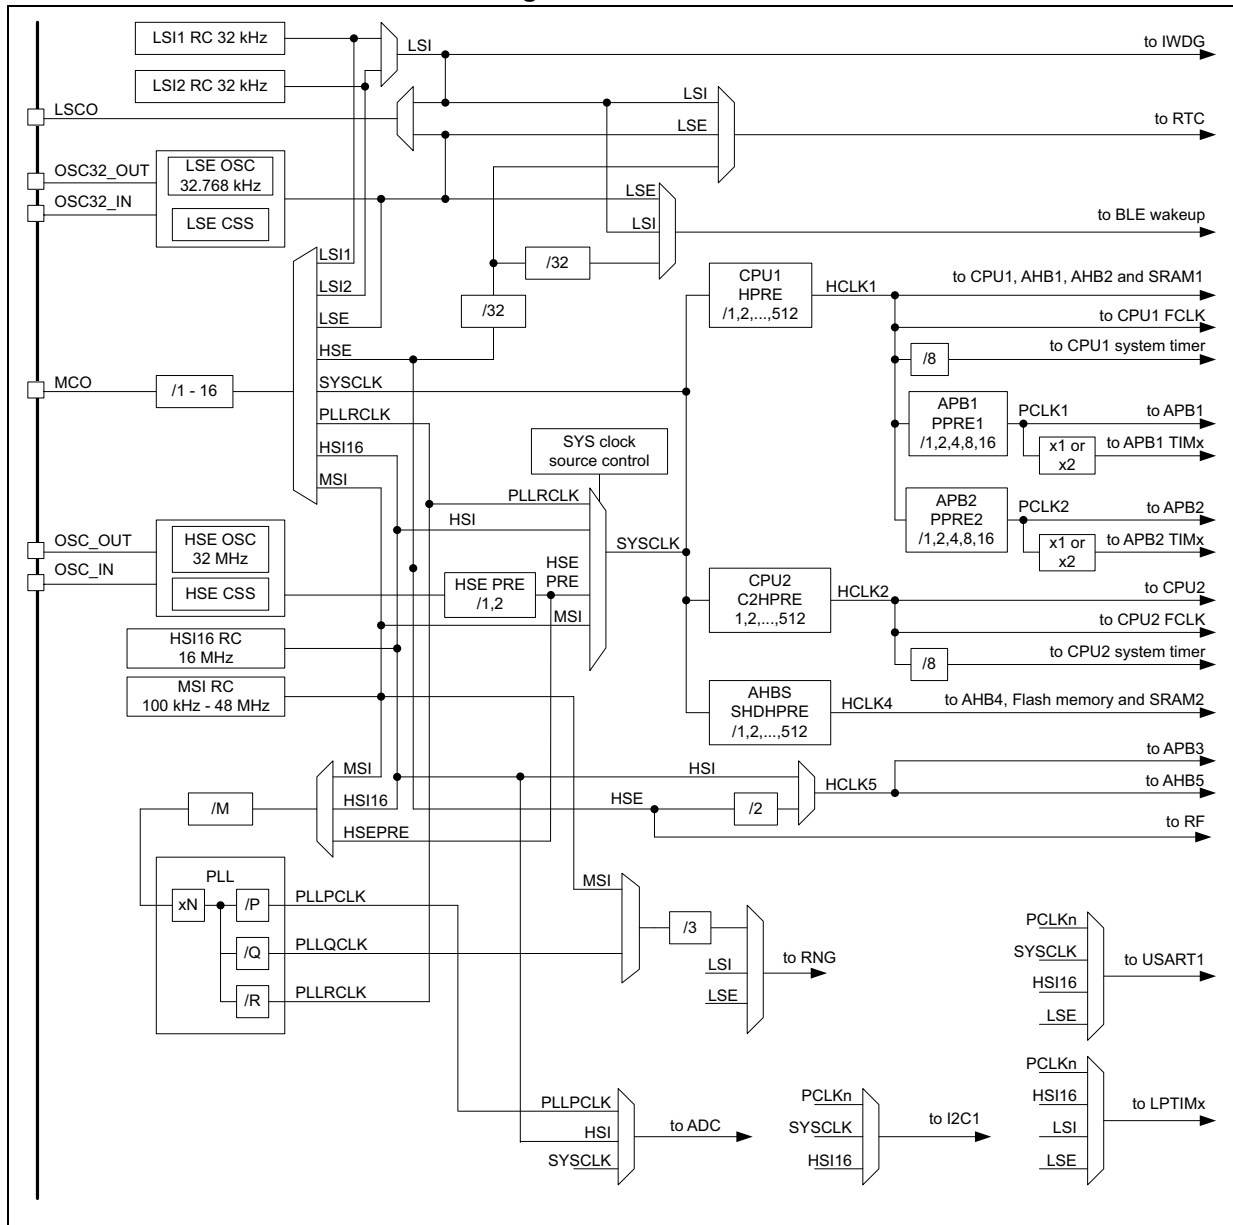 LSI1 RC 32 kHz
LSI
to IWDG
LSI2 RC 32 kHz
LSCO
LSI
LSE
to RTC
OSC32_OUT
OSC32_IN
LSE OSC
32.768 kHz
LSE CSS
LSE
LSI
to BLE wakeup
/32
/32
LSI1
LSI2
LSE
HSE
SYSCLK
PLLRCLK
HSI16
MSI
MCO
/1 - 16
CPU1
HPRE
/1,2,...,512
HCLK1
to CPU1, AHB1, AHB2 and SRAM1
to CPU1 FCLK
/8
to CPU1 system timer
APB1
PPRE1
/1,2,4,8,16
PCLK1
to APB1
x1 or
x2
to APB1 TIMx
APB2
PPRE2
/1,2,4,8,16
PCLK2
to APB2
x1 or
x2
to APB2 TIMx
SYS clock
source control
PLLRCLK
HSI
HSE
PRE
MSI
SYSCLK
OSC_OUT
OSC_IN
HSE OSC
32 MHz
HSE CSS
HSE PRE
/1,2
CPU2
C2HPRE
1,2,...,512
HCLK2
to CPU2
to CPU2 FCLK
/8
to CPU2 system timer
HSI16 RC
16 MHz
MSI RC
100 kHz - 48 MHz
AHBS
SHDHPRE
/1,2,...,512
HCLK4
to AHB4, Flash memory and SRAM2
MSI
HSI16
HSEPRE
/M
HSI
HSE
/2
HCLK5
to APB3
to AHB5
to RF
PLL
xN
/P
/Q
/R
PLLPCLK
PLLQCLK
PLLRCLK
MSI
/3
LSI
LSE
to RNG
PCLKn
SYSCLK
HSI16
LSE
to USART1
PLLPCLK
HSI
SYSCLK
to ADC
PCLKn
SYSCLK
HSI16
to I2C1
PCLKn
HSI16
LSI
LSE
to LPTIMx